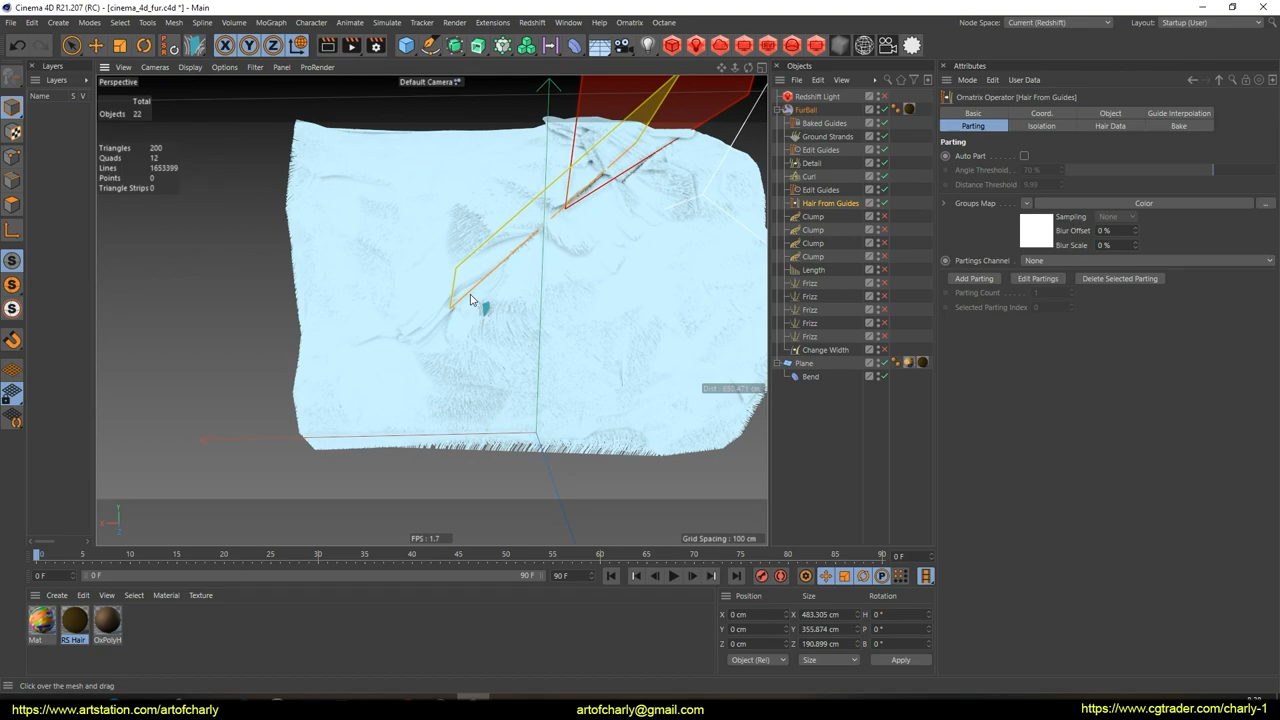 Cinema 4D R21.207 (RC) - [cinema_4d_fur.c4d *] - Main
File Edit Create Modes Select Tools Mesh Spline Volume MoGraph Character Animate Simulate Tracker Render Extensions Redshift Window Help Ornatrix Octane
Node Space: Current (Redshift) Layout: Startup (User)
Layers
Layers
Name S V
View Cameras Display Options Filter Panel ProRender
Perspective
Default Camera
Total
Objects 22
Triangles 200
Quads 12
Lines 1653399
Points 0
Triangle Strips 0
FPS : 1.7
Grid Spacing : 100 cm
Y
X
Z
Objects
File Edit View
Redshift Light
FurBall
Baked Guides
Ground Strands
Edit Guides
Detail
Curl
Edit Guides
Hair From Guides
Clump
Clump
Clump
Clump
Length
Frizz
Frizz
Frizz
Frizz
Frizz
Change Width
Plane
Bend
Attributes
Mode Edit User Data
Ornatrix Operator [Hair From Guides]
Basic Coord. Object Guide Interpolation
Parting Isolation Hair Data Bake
Parting
Auto Part
Angle Threshold. 70 %
Distance Threshold 9.99
Groups Map Color ...
Sampling None
Blur Offset 0 %
Blur Scale 0 %
Partings Channel None
Add Parting Edit Partings Delete Selected Parting
Parting Count 1
Selected Parting Index 0
0 5 10 15 20 25 30 35 40 45 50 55 60 65 70 75 80 85 90 0 F
0 F 0 F 90 F 90 F
Create Edit View Select Material Texture
Mat RS Hair OxPolyH
Position Size Rotation
X 0 cm X 483.305 cm H 0 °
Y 0 cm Y 355.874 cm P 0 °
Z 0 cm Z 190.899 cm B 0 °
Object (Rel) Size Apply
Click over the mesh and drag
https://www.artstation.com/artofcharly artofcharly@gmail.com https://www.cgtrader.com/charly-1